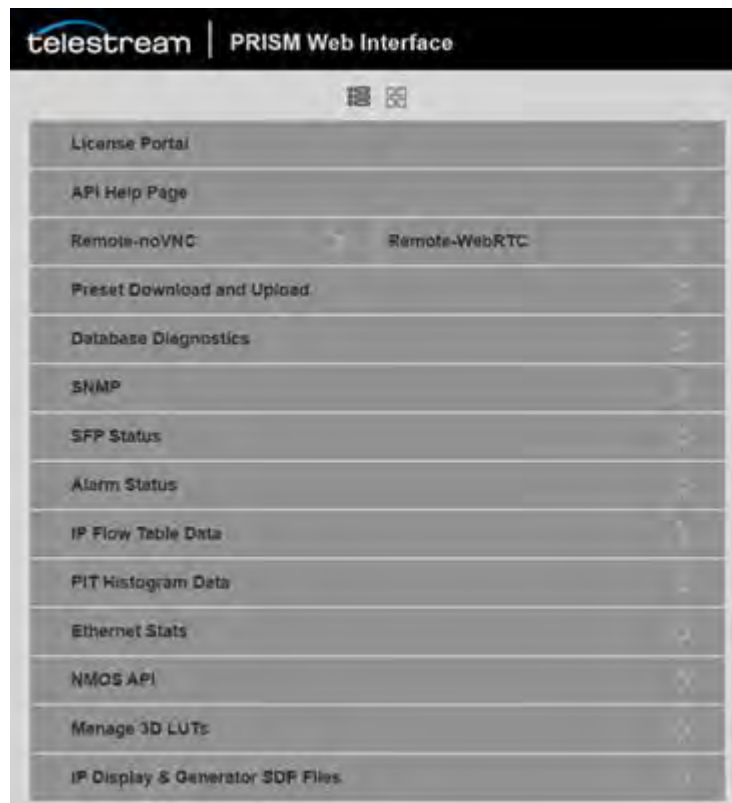 telestream | PRISM Web Interface
License Portal
API Help Page
Remote-noVNC Remote-WebRTC
Preset Download and Upload
Database Diagnostics
SNMP
SFP Status
Alarm Status
IP Flow Table Data
PIT Histogram Data
Ethernet Stats
NMOS API
Manage 3D LUTs
IP Display & Generator SDP Files